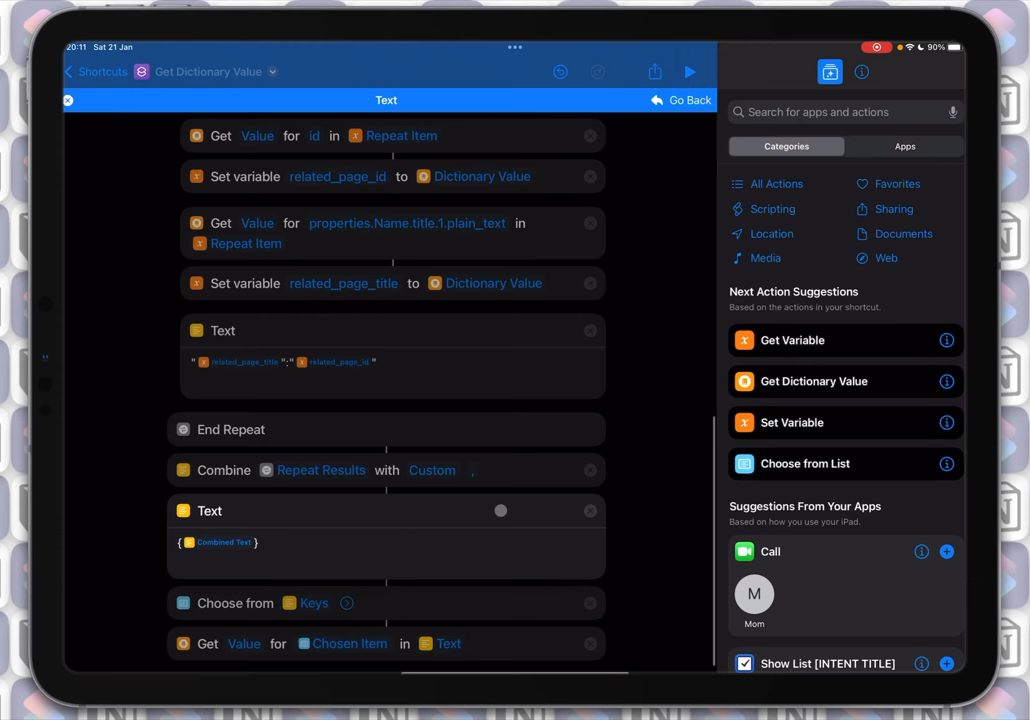 20:11 Sat 21 Jan
90%
Shortcuts Get Dictionary Value
Text
Go Back
Get Value for id in Repeat Item
Set variable related_page_id to Dictionary Value
Get Value for properties.Name.title.1.plain_text in
Repeat Item
Set variable related_page_title to Dictionary Value
Text
" related_page_title ":" related_page_id "
End Repeat
Combine Repeat Results with Custom ,
Text
{ Combined Text }
Choose from Keys
Get Value for Chosen Item in Text
Search for apps and actions
Categories Apps
All Actions Favorites
Scripting Sharing
Location Documents
Media Web
Next Action Suggestions
Based on the actions in your shortcut.
Get Variable
Get Dictionary Value
Set Variable
Choose from List
Suggestions From Your Apps
Based on how you use your iPad.
Call
M
Mom
Show List [INTENT TITLE]